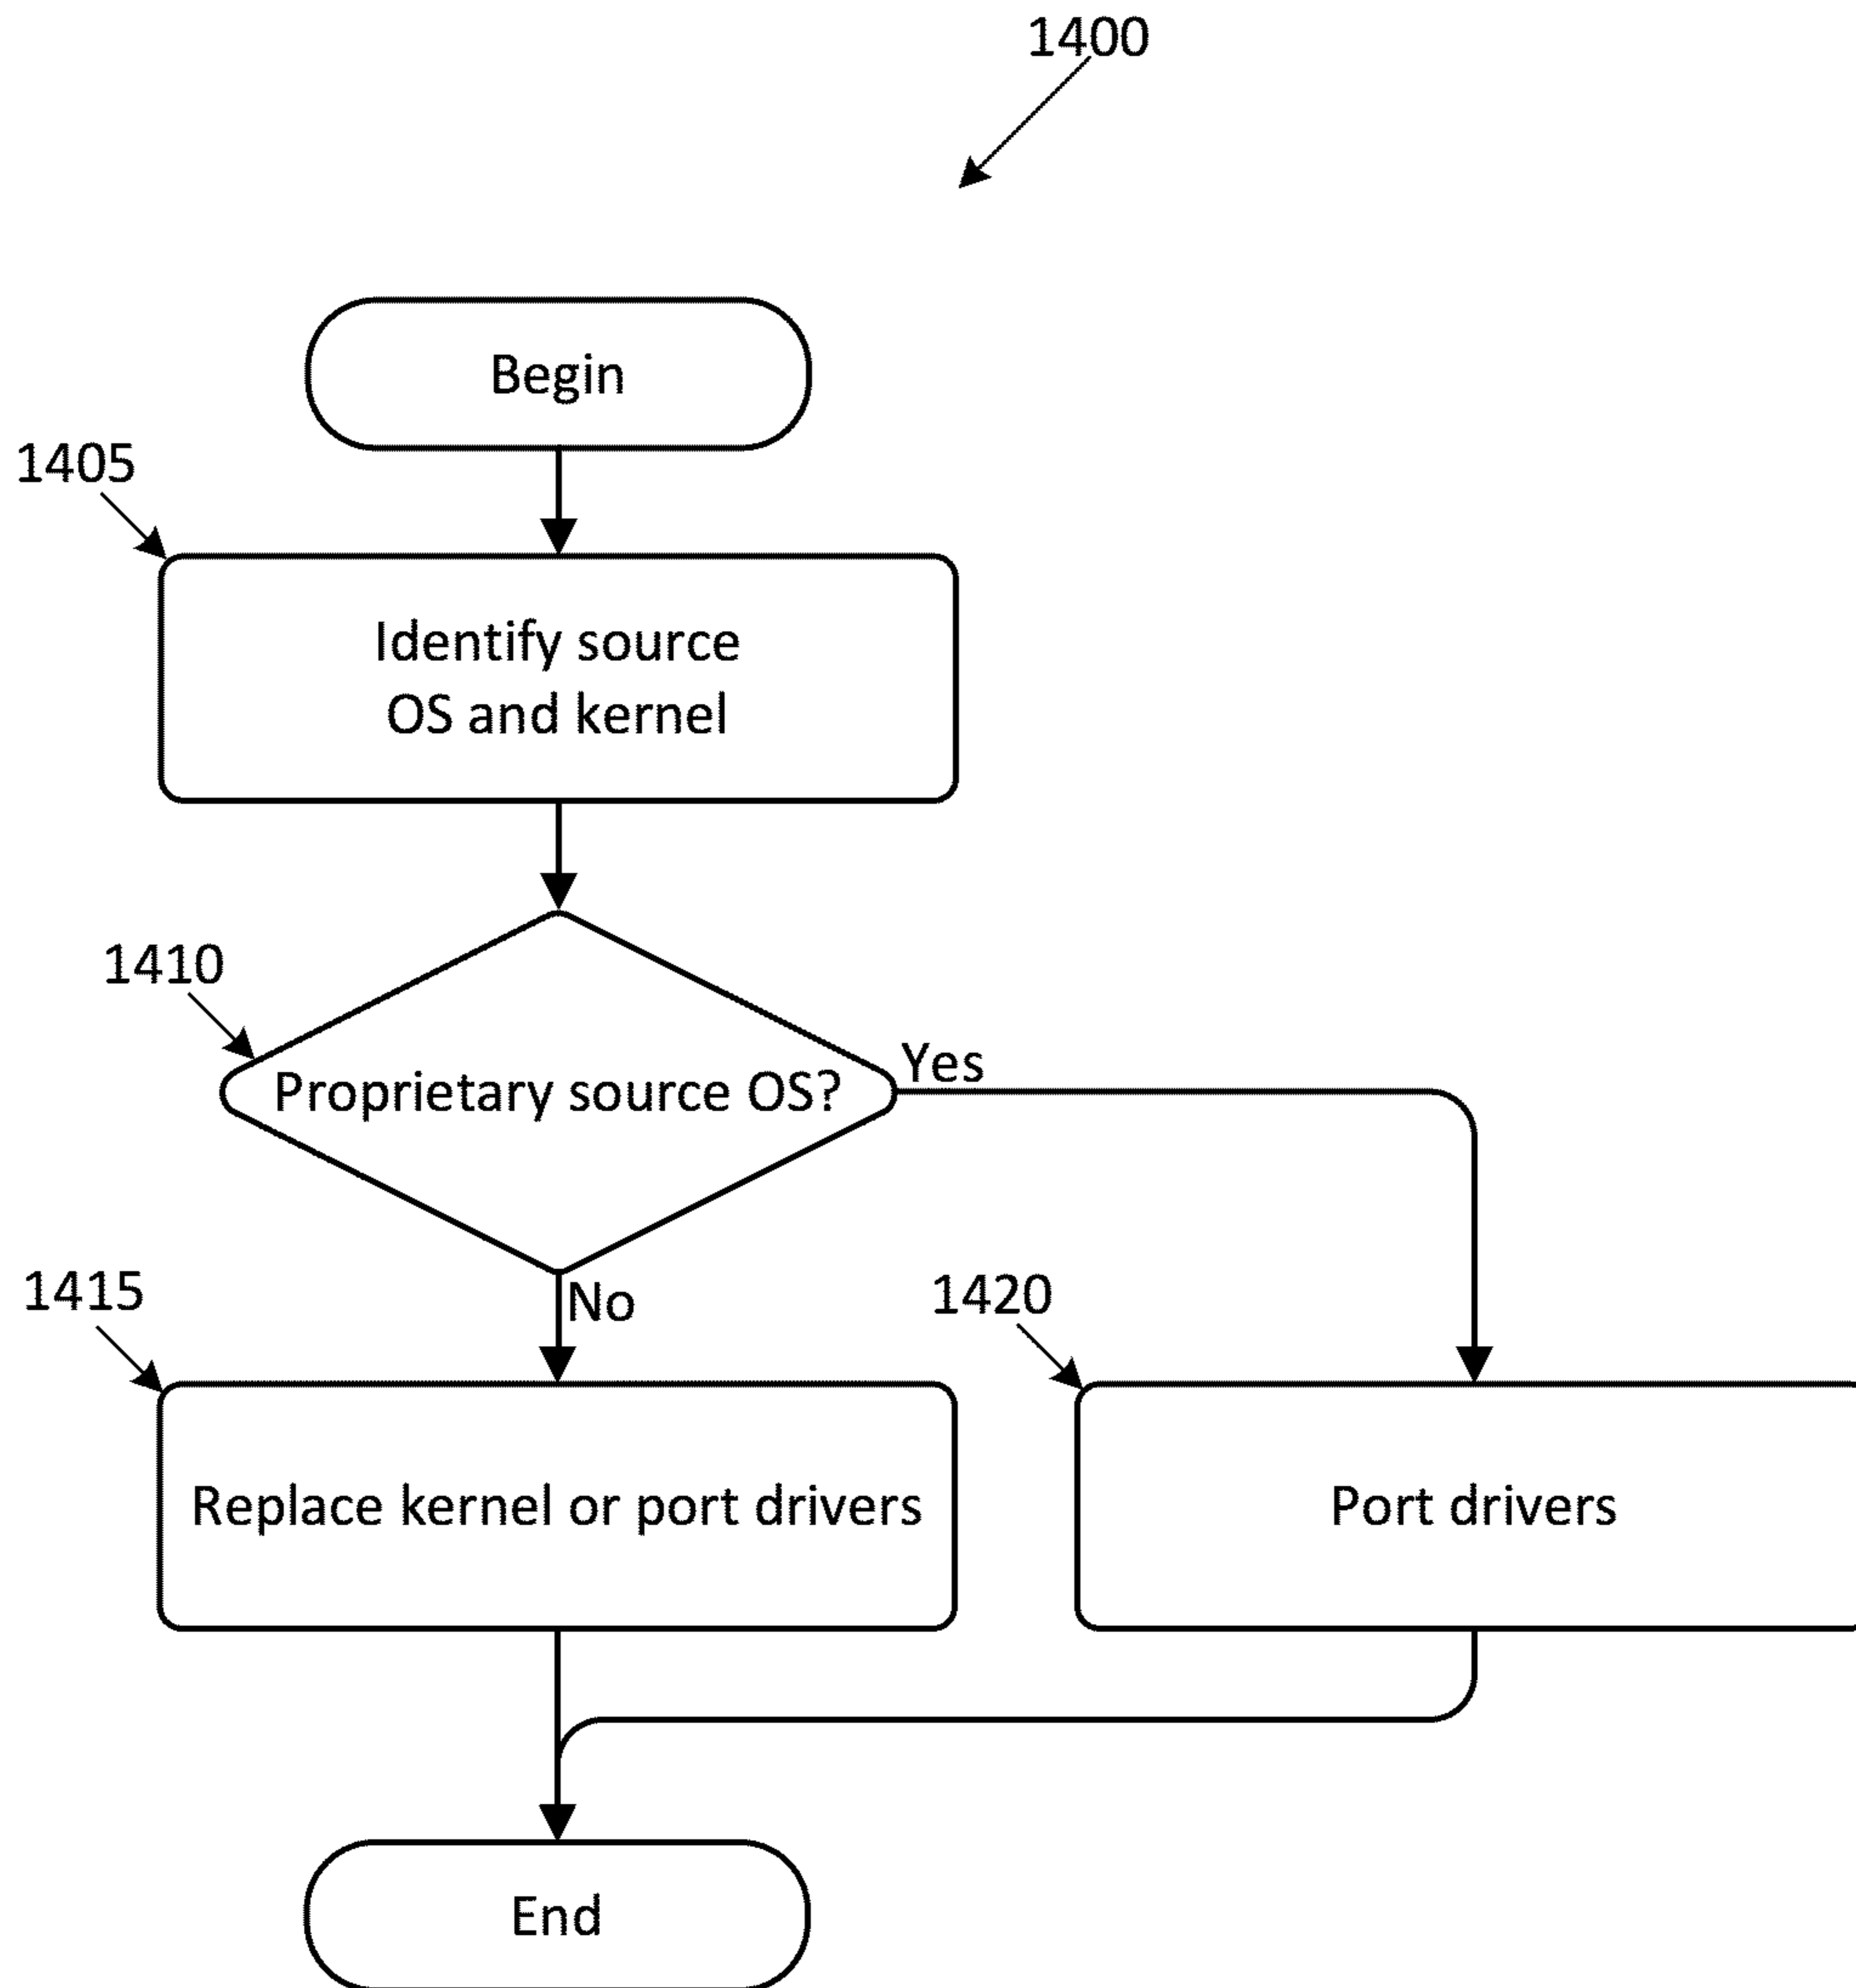 1400
Begin
1405
Identify source
OS and kernel
1410
Proprietary source OS?
Yes
No
1415
1420
Replace kernel or port drivers
Port drivers
End